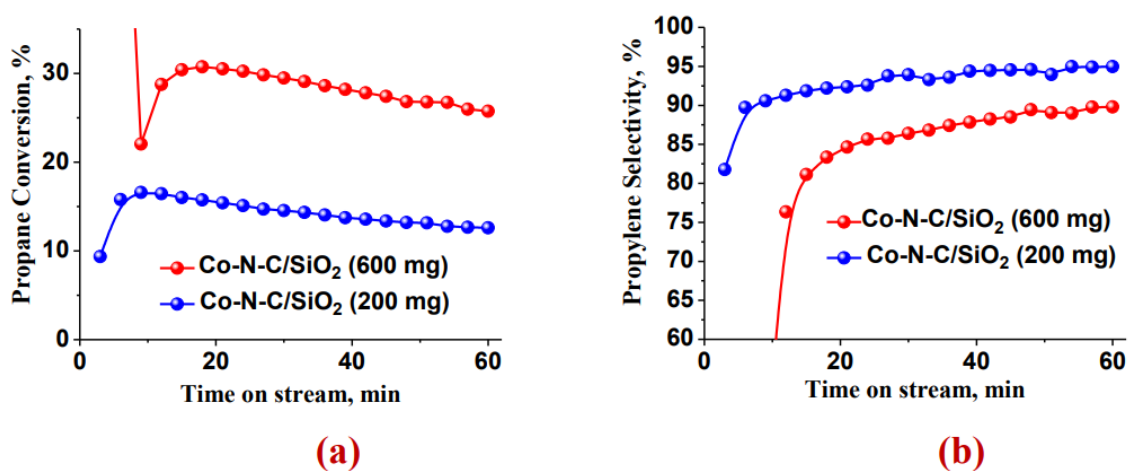 Propane Conversion, %
30
20
10
0
0
20
40
60
Co-N-C/SiO₂ (600 mg)
Co-N-C/SiO₂ (200 mg)
Time on stream, min
(a)
Propylene Selectivity, %
100
95
90
85
80
75
70
65
60
0
20
40
60
Co-N-C/SiO₂ (600 mg)
Co-N-C/SiO₂ (200 mg)
Time on stream, min
(b)